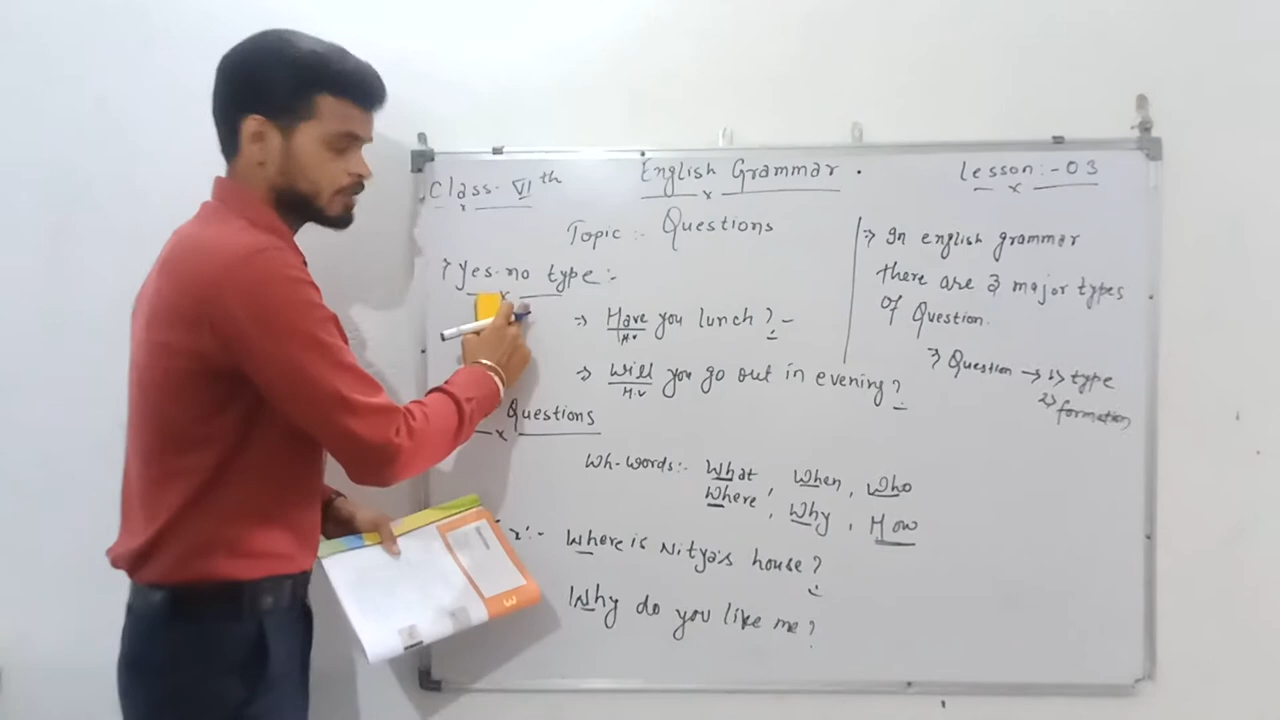 Class- VI th
English Grammar.
Lesson:-03
Topic:- Questions
Yes-no type:-
⇒ Have you lunch?-
H.v
⇒ Will you go out in evening?
H.v
Questions
Wh-words:- What, When, Who
Where, Why, How
x:- Where is Nitya's house?
Why do you like me?
⇒ In english grammar
there are 3 major types
Of Question.
⇒ Question → 1) type
2) formation
3